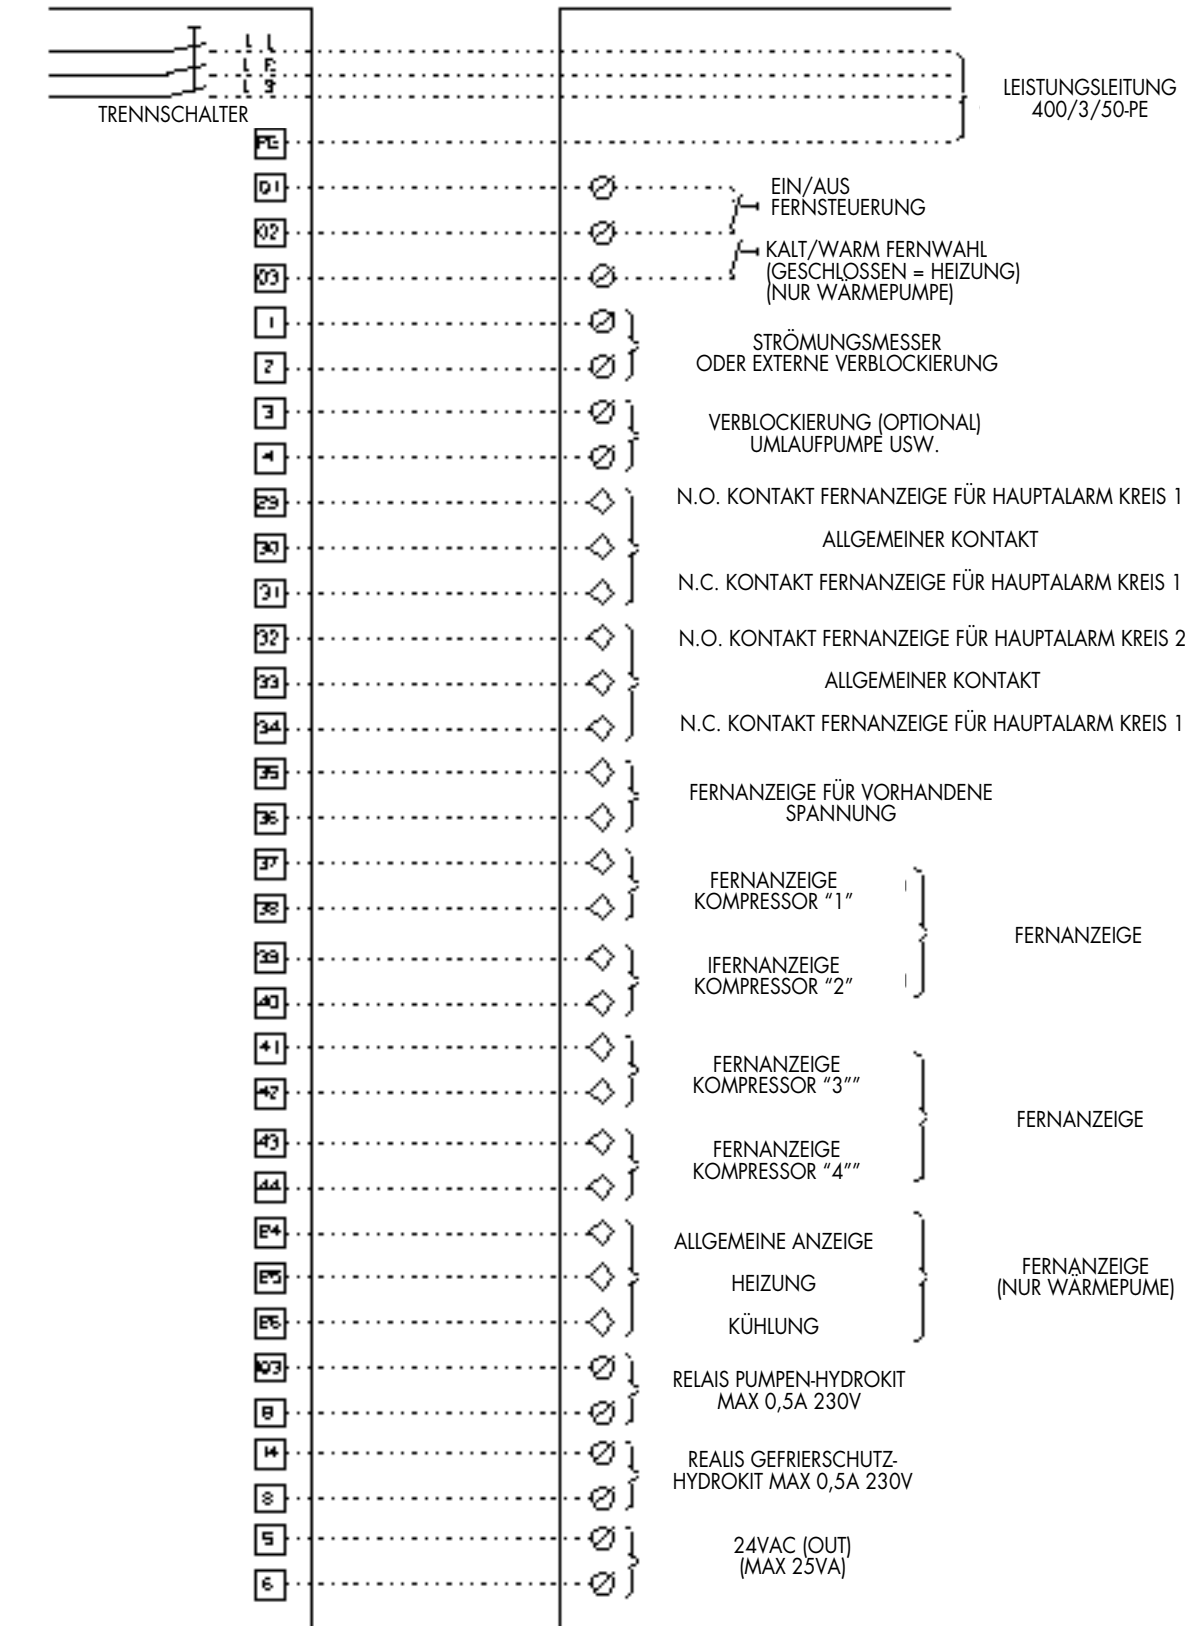 L L
L 2
L 3
TRENNSCHALTER
LEISTUNGSLEITUNG
400/3/50-PE
PE
01
EIN/AUS
FERNSTEUERUNG
02
KALT/WARM FERNWAHL
(GESCHLOSSEN = HEIZUNG)
(NUR WÄRMEPUMPE)
03
1
STRÖMUNGSMESSER
ODER EXTERNE VERBLOCKIERUNG
2
3
VERBLOCKIERUNG (OPTIONAL)
UMLAUFPUMPE USW.
4
29
N.O. KONTAKT FERNANZEIGE FÜR HAUPTALARM KREIS 1
30
ALLGEMEINER KONTAKT
31
N.C. KONTAKT FERNANZEIGE FÜR HAUPTALARM KREIS 1
32
N.O. KONTAKT FERNANZEIGE FÜR HAUPTALARM KREIS 2
33
ALLGEMEINER KONTAKT
34
N.C. KONTAKT FERNANZEIGE FÜR HAUPTALARM KREIS 1
35
FERNANZEIGE FÜR VORHANDENE
SPANNUNG
36
37
FERNANZEIGE
KOMPRESSOR “1”
38
FERNANZEIGE
39
IFERNANZEIGE
KOMPRESSOR “2”
40
41
FERNANZEIGE
KOMPRESSOR “3””
42
FERNANZEIGE
43
FERNANZEIGE
KOMPRESSOR “4””
44
E4
ALLGEMEINE ANZEIGE
E5
HEIZUNG
FERNANZEIGE
(NUR WÄRMEPUME)
E6
KÜHLUNG
RELAIS PUMPEN-HYDROKIT
MAX 0,5A 230V
8
14
REALIS GEFRIERSCHUTZ-
HYDROKIT MAX 0,5A 230V
8
5
24VAC (OUT)
(MAX 25VA)
6